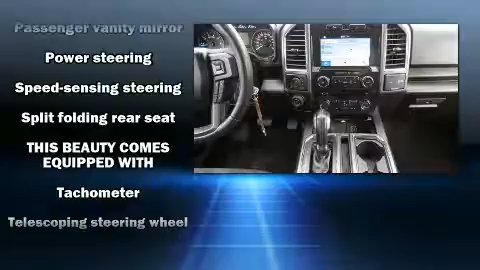 Passenger vanity mirror
Power steering
Speed-sensing steering
Split folding rear seat
THIS BEAUTY COMES
EQUIPPED WITH
Tachometer
Telescoping steering wheel